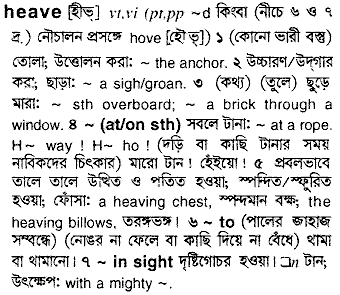 heave [হীভ্] vt,vi (pt,pp ~d কিংবা (নীচে ৬ ও ৭
দ্র.) নৌচালন প্রসঙ্গে hove [হৌভ্]) ১ (কোনো ভারী বস্তু)
তোলা; উত্তোলন করা: ~ the anchor. ২ উচ্চারণ/উদ্‌গার
করা; ছাড়া: ~ a sigh/groan. ৩ (কথ্য) (তুলে) ছুড়ে
মারা: ~ sth overboard; ~ a brick through a
window. ৪ ~ (at/on sth) সবলে টানা: ~ at a rope.
H~ way ! H~ ho ! (দড়ি বা কাছি টানার সময়
নাবিকদের চিৎকার) মারো টান ! হেঁইয়ো! ৫ প্রবলভাবে
তালে তালে উত্থিত ও পতিত হওয়া; স্পন্দিত/স্ফুরিত
হওয়া; ফোঁসা: a heaving chest, স্পন্দমান বক্ষ; the
heaving billows, তরঙ্গভঙ্গ। ৬ ~ to (পালের জাহাজ
সম্বন্ধে) (নোঙর না ফেলে বা কাছি দিয়ে না বেঁধে) থামা
বা থামানো। ৭ ~ in sight দৃষ্টিগোচর হওয়া। □n টান;
উৎক্ষেপ: with a mighty ~.